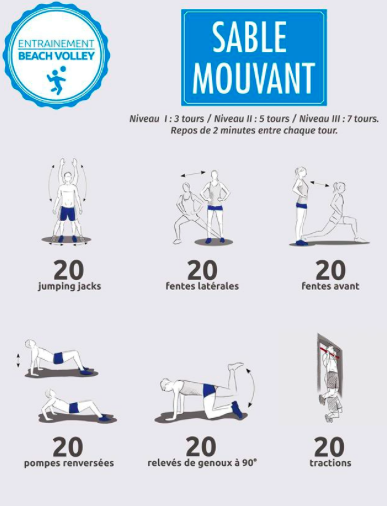 ENTRAINEMENT
BEACH VOLLEY
SABLE
MOUVANT
Niveau I : 3 tours / Niveau II : 5 tours / Niveau III : 7 tours.
Repos de 2 minutes entre chaque tour.
20
jumping jacks
20
fentes latérales
20
fentes avant
20
pompes renversées
20
relevés de genoux à 90°
20
tractions